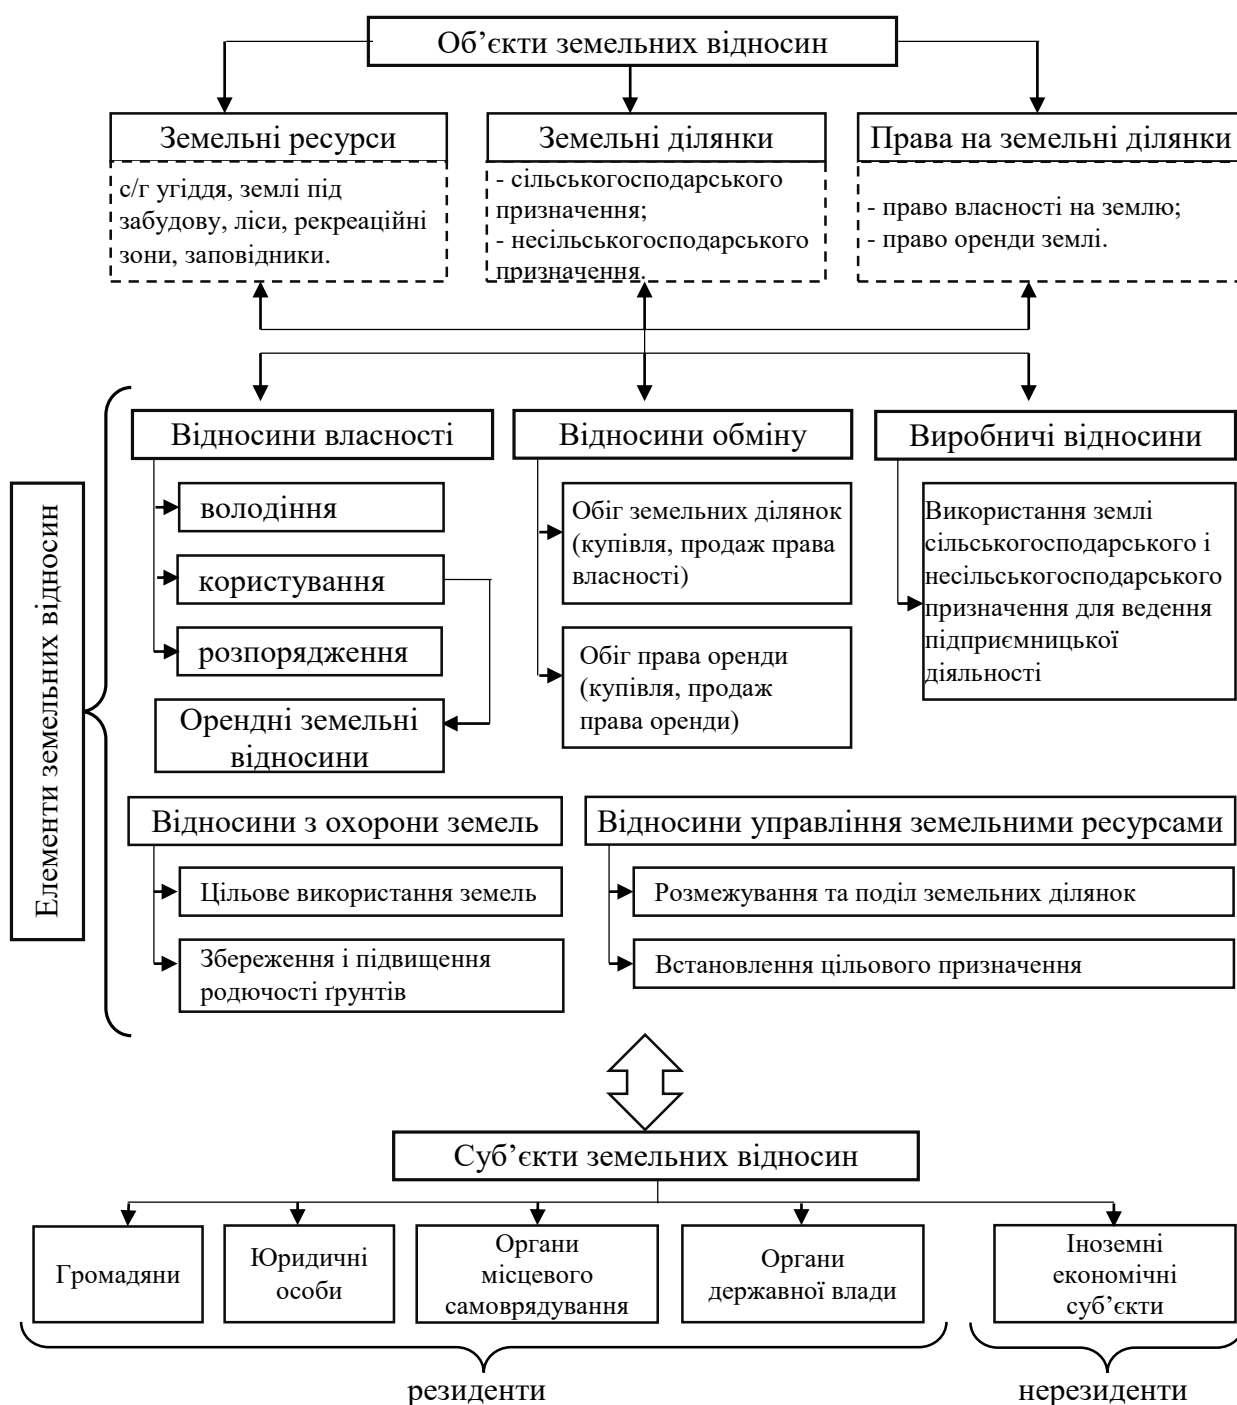 Об’єкти земельних відносин
Земельні ресурси
с/г угіддя, землі під
забудову, ліси, рекреаційні
зони, заповідники.
Земельні ділянки
- сільськогосподарського
призначення;
- несільськогосподарського
призначення.
Права на земельні ділянки
- право власності на землю;
- право оренди землі.
Елементи земельних відносин
Відносини власності
володіння
користування
розпорядження
Орендні земельні
відносини
Відносини обміну
Обіг земельних ділянок
(купівля, продаж права
власності)
Обіг права оренди
(купівля, продаж
права оренди)
Виробничі відносини
Використання землі
сільськогосподарського і
несільськогосподарського
призначення для ведення
підприємницької
діяльності
Відносини з охорони земель
Цільове використання земель
Збереження і підвищення
родючості ґрунтів
Відносини управління земельними ресурсами
Розмежування та поділ земельних ділянок
Встановлення цільового призначення
Суб’єкти земельних відносин
Громадяни
Юридичні
особи
Органи
місцевого
самоврядування
Органи
державної влади
Іноземні
економічні
суб’єкти
резиденти
нерезиденти